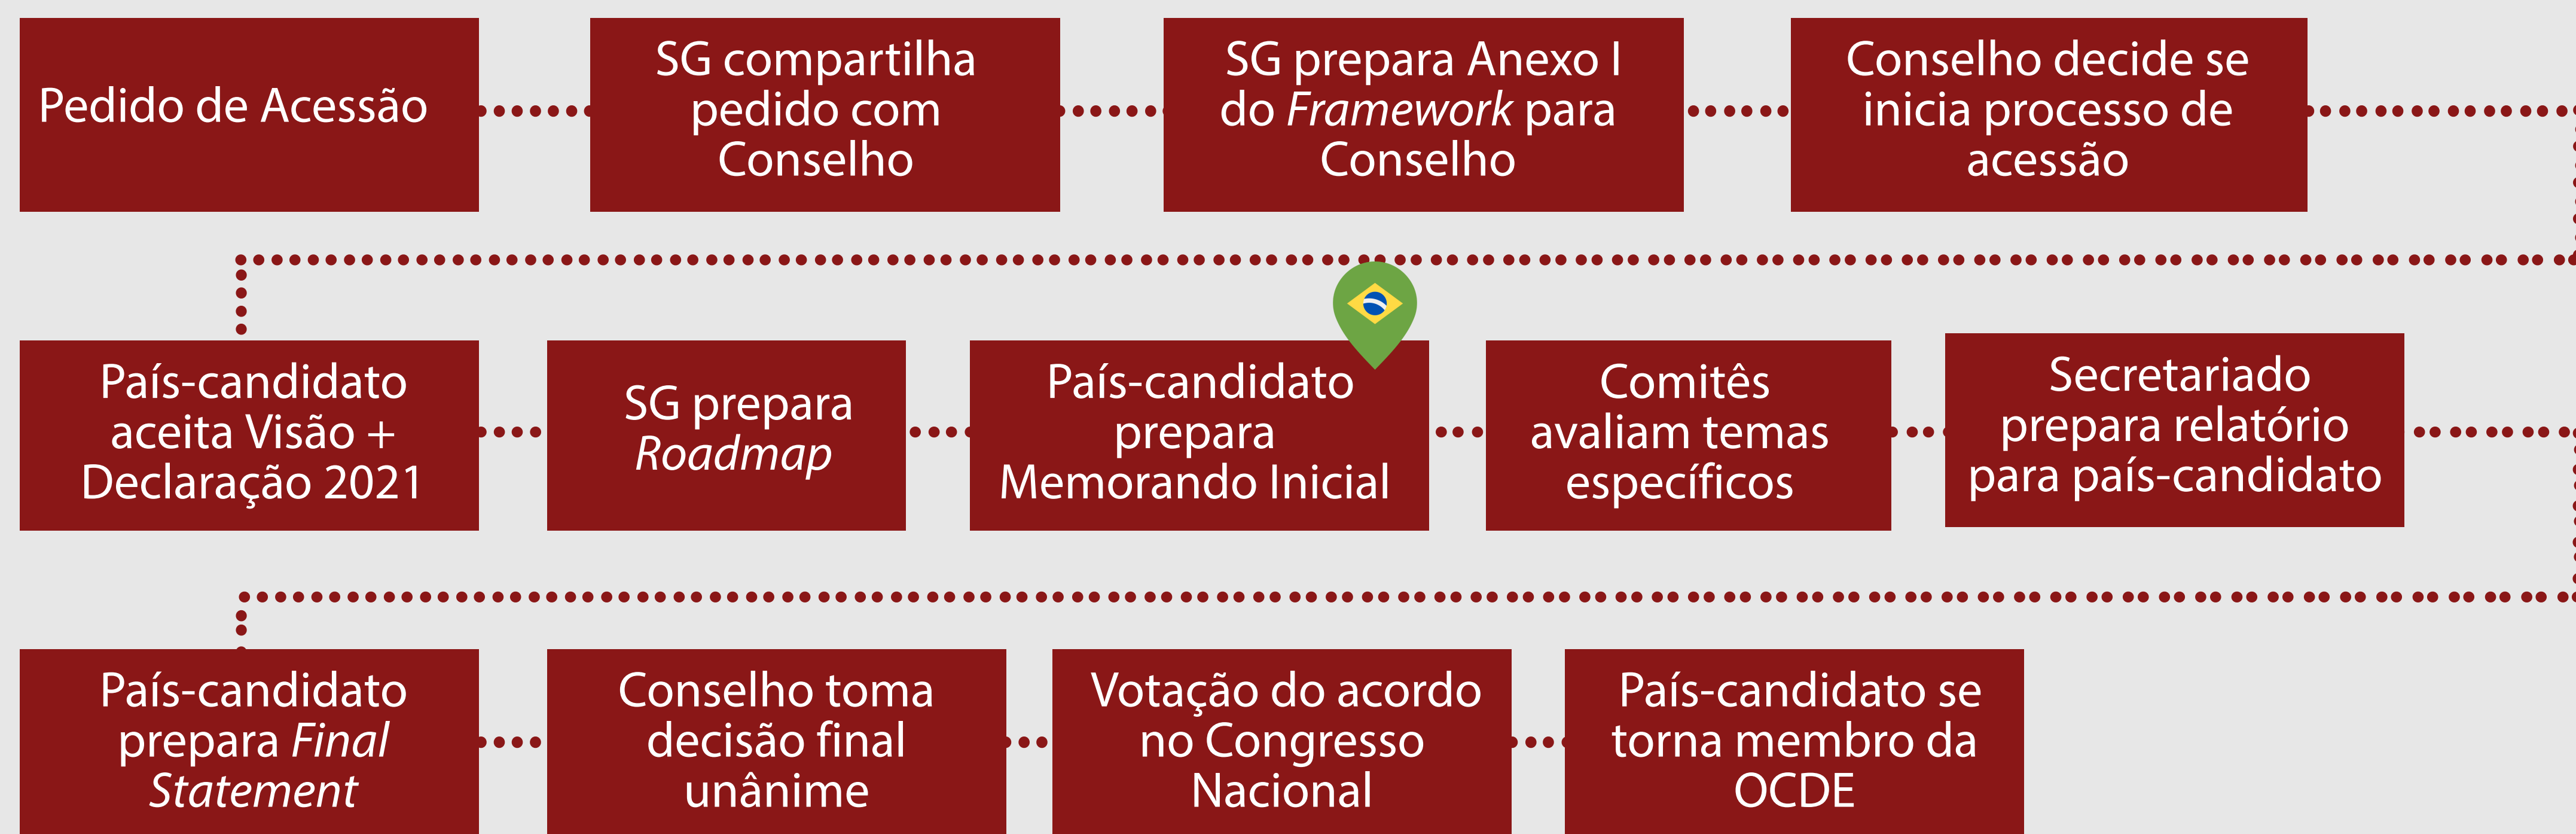 Pedido de Acessão
SG compartilha
pedido com
Conselho
SG prepara Anexo I
do Framework para
Conselho
Conselho decide se
inicia processo de
acessão
País-candidato
aceita Visão +
Declaração 2021
SG prepara
Roadmap
País-candidato
prepara
Memorando Inicial
Comitês
avaliam temas
específicos
Secretariado
prepara relatório
para país-candidato
País-candidato
prepara Final
Statement
Conselho toma
decisão final
unânime
Votação do acordo
no Congresso
Nacional
País-candidato se
torna membro da
OCDE